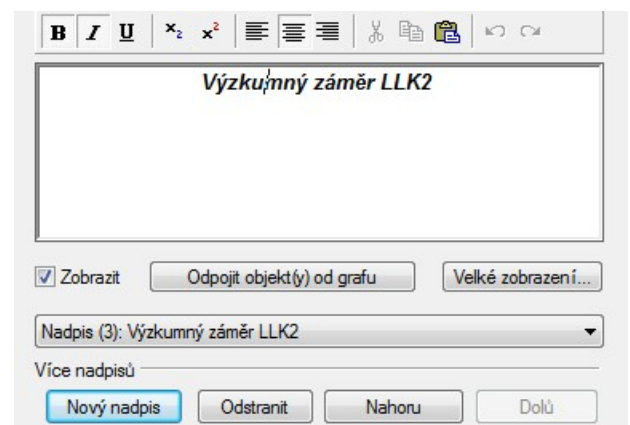 B I U x₂ x²
Výzkumný záměr LLK2
Zobrazit Odpojit objekt(y) od grafu Velké zobrazení...
Nadpis (3): Výzkumný záměr LLK2
Více nadpisů
Nový nadpis Odstranit Nahoru Dolů